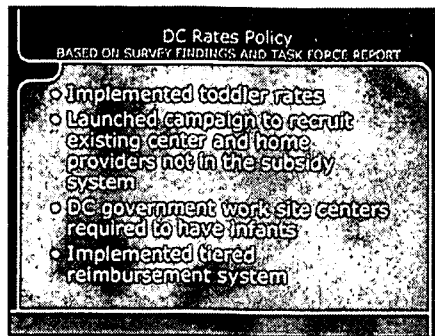 DC Rates Policy
BASED ON SURVEY FINDINGS AND TASK FORCE REPORT
Implemented toddler rates
Launched campaign to recruit
existing center and home
providers not in the subsidy
system
DC government work site centers
required to have infants
Implemented tiered
reimbursement system